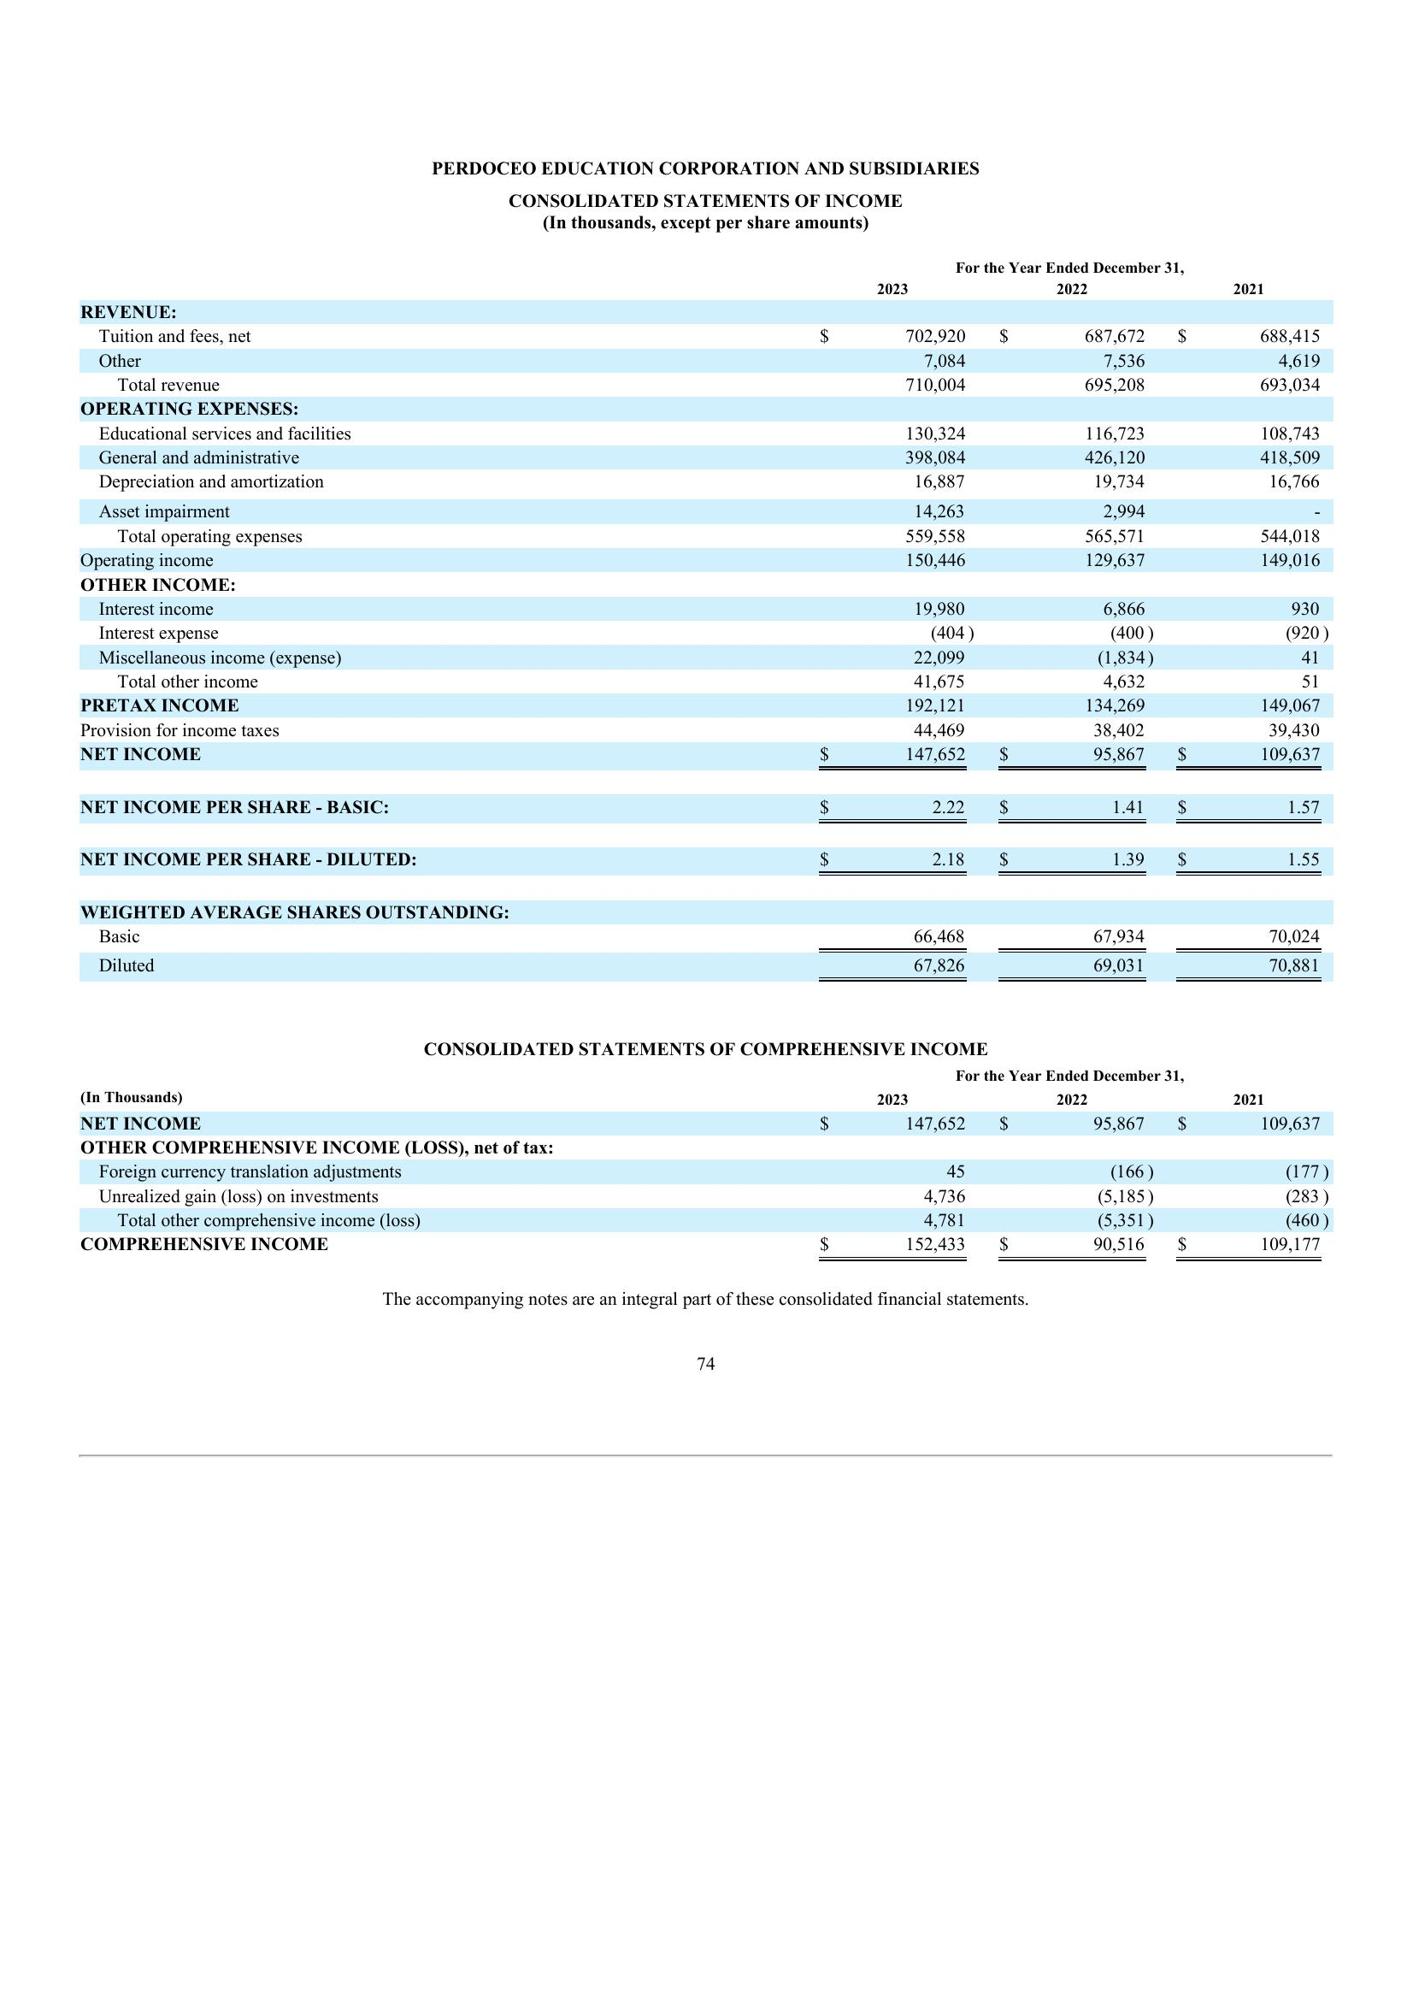 PERDOCEO EDUCATION CORPORATION AND SUBSIDIARIES
CONSOLIDATED STATEMENTS OF INCOME
(In thousands, except per share amounts)
For the Year Ended December 31,
2023 2022 2021
REVENUE:
Tuition and fees, net $ 702,920 $ 687,672 $ 688,415
Other 7,084 7,536 4,619
Total revenue 710,004 695,208 693,034
OPERATING EXPENSES:
Educational services and facilities 130,324 116,723 108,743
General and administrative 398,084 426,120 418,509
Depreciation and amortization 16,887 19,734 16,766
Asset impairment 14,263 2,994 -
Total operating expenses 559,558 565,571 544,018
Operating income 150,446 129,637 149,016
OTHER INCOME:
Interest income 19,980 6,866 930
Interest expense (404 ) (400 ) (920 )
Miscellaneous income (expense) 22,099 (1,834 ) 41
Total other income 41,675 4,632 51
PRETAX INCOME 192,121 134,269 149,067
Provision for income taxes 44,469 38,402 39,430
NET INCOME $ 147,652 $ 95,867 $ 109,637
NET INCOME PER SHARE - BASIC: $ 2.22 $ 1.41 $ 1.57
NET INCOME PER SHARE - DILUTED: $ 2.18 $ 1.39 $ 1.55
WEIGHTED AVERAGE SHARES OUTSTANDING:
Basic 66,468 67,934 70,024
Diluted 67,826 69,031 70,881
CONSOLIDATED STATEMENTS OF COMPREHENSIVE INCOME
For the Year Ended December 31,
(In Thousands) 2023 2022 2021
NET INCOME $ 147,652 $ 95,867 $ 109,637
OTHER COMPREHENSIVE INCOME (LOSS), net of tax:
Foreign currency translation adjustments 45 (166 ) (177 )
Unrealized gain (loss) on investments 4,736 (5,185 ) (283 )
Total other comprehensive income (loss) 4,781 (5,351 ) (460 )
COMPREHENSIVE INCOME $ 152,433 $ 90,516 $ 109,177
The accompanying notes are an integral part of these consolidated financial statements.
74